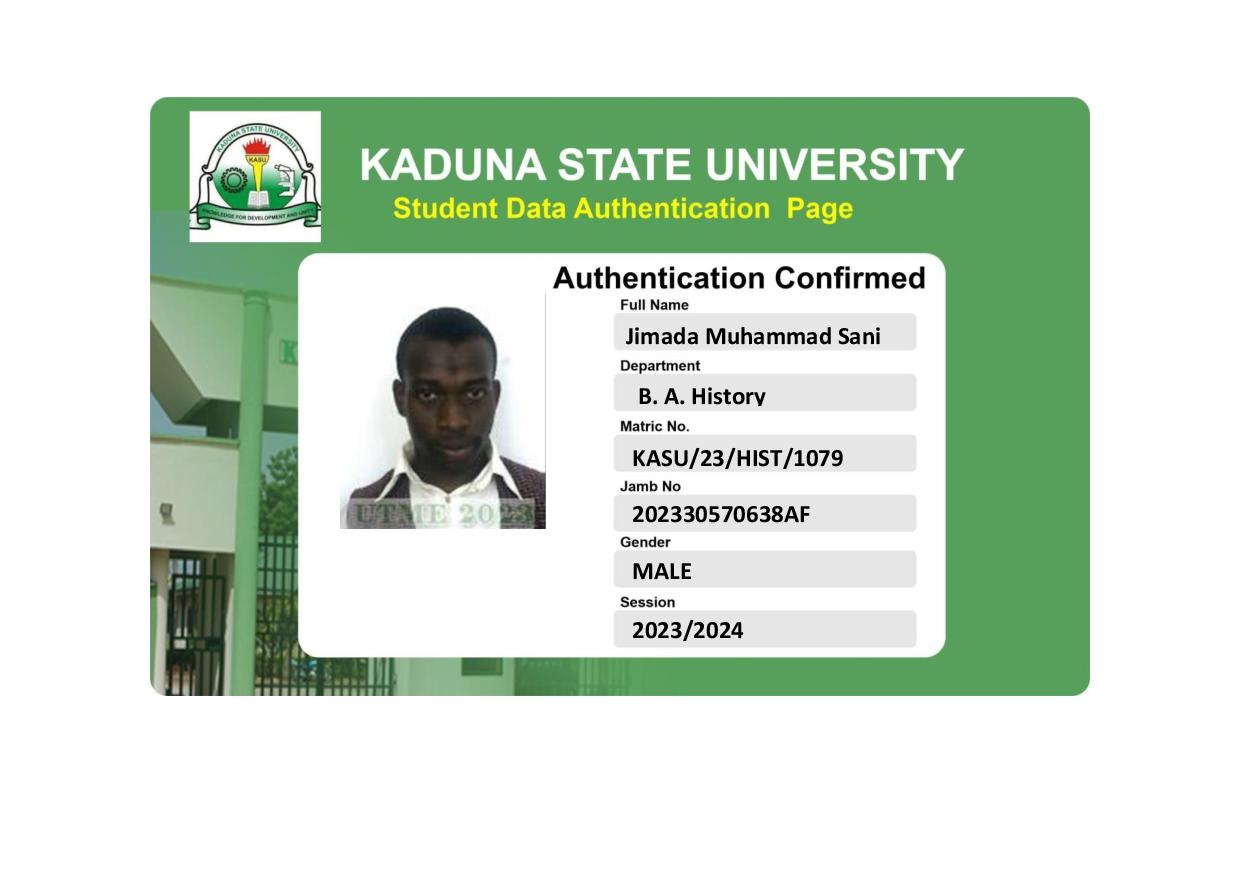 KADUNA STATE UNIVERSITY
KASU
KNOWLEDGE FOR DEVELOPMENT AND UNITY
KADUNA STATE UNIVERSITY
Student Data Authentication Page
Authentication Confirmed
Full Name
Jimada Muhammad Sani
Department
B. A. History
Matric No.
KASU/23/HIST/1079
Jamb No
202330570638AF
Gender
MALE
Session
2023/2024
UTME 2023